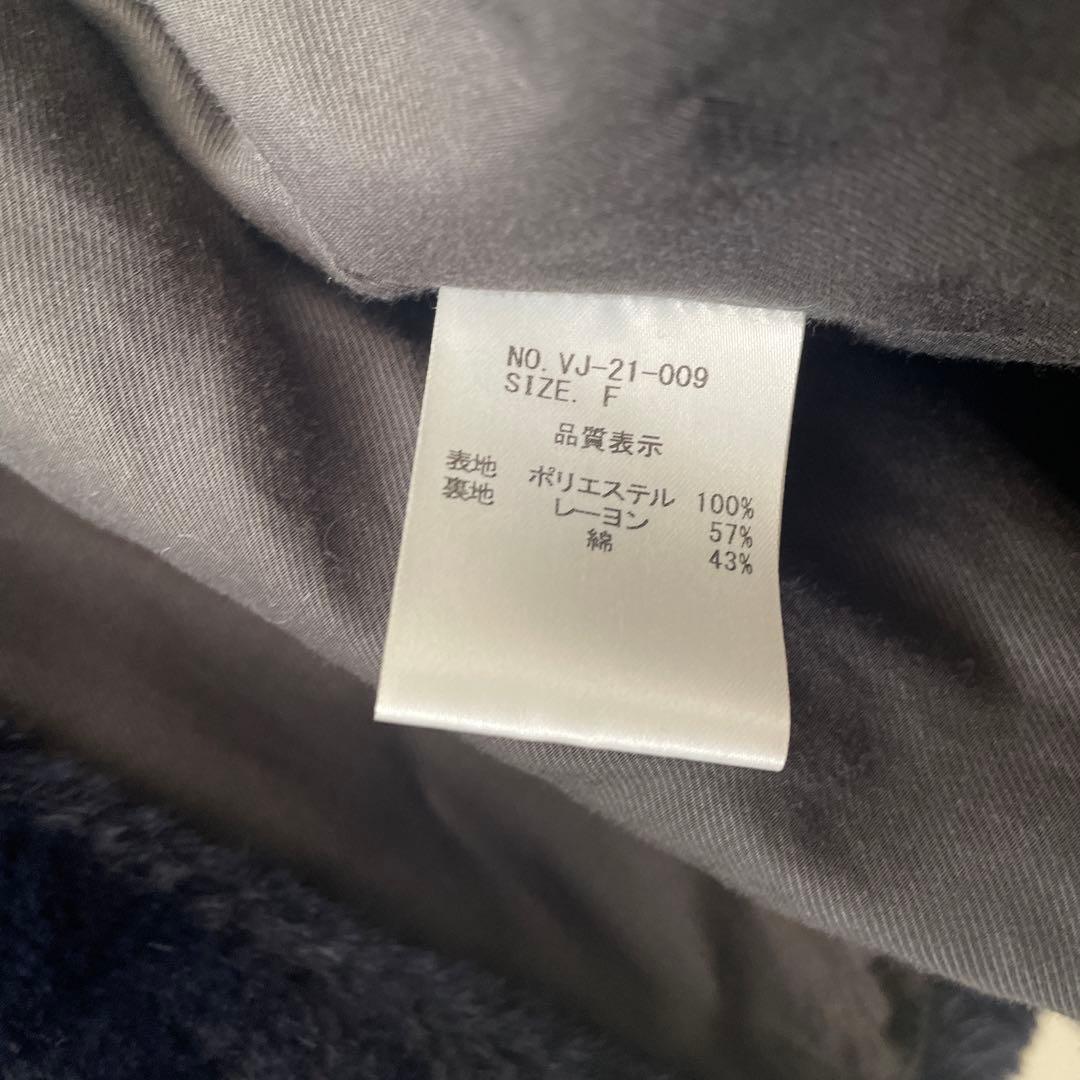 NO. VJ-21-009
SIZE. F
品質表示
表地 ポリエステル 100%
裏地 レーヨン 57%
綿 43%